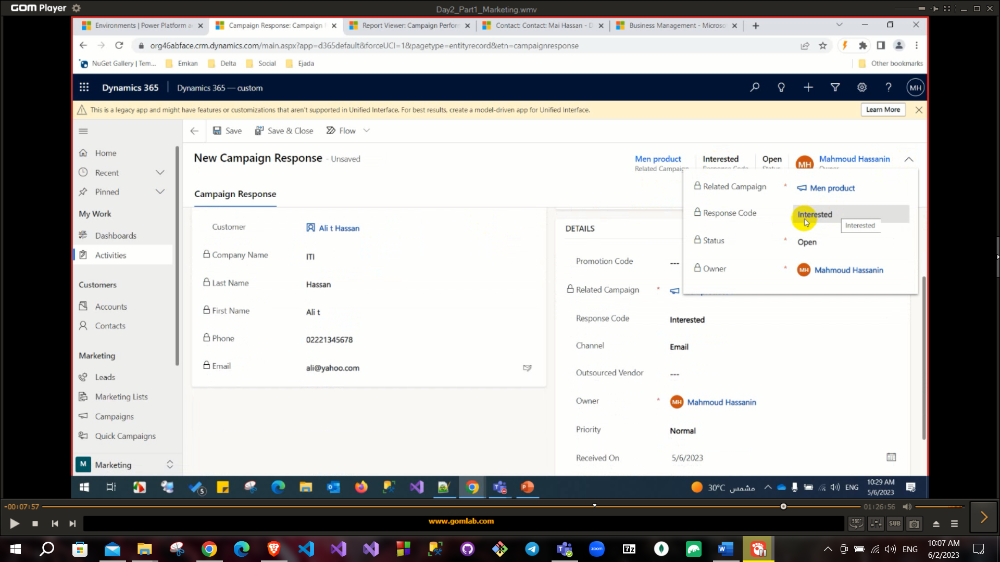 GOM Player
Day2_Part1_Marketing.wmv
Environments | Power Platform a
Campaign Response: Campaign
Report Viewer: Campaign Perfor
Contact: Contact: Mai Hassan - D
Business Management - Microso
org46abface.crm.dynamics.com/main.aspx?app=d365default&forceUCI=1&pagetype=entityrecord&etn=campaignresponse
NuGet Gallery | Tem...
Emkan
Delta
Social
Ejada
Other bookmarks
Dynamics 365
Dynamics 365 — custom
MH
This is a legacy app and might have features or customizations that aren't supported in Unified Interface. For best results, create a model-driven app for Unified Interface.
Learn More
Save
Save & Close
Flow
Home
Recent
Pinned
My Work
Dashboards
Activities
Customers
Accounts
Contacts
Marketing
Leads
Marketing Lists
Campaigns
Quick Campaigns
M Marketing
New Campaign Response - Unsaved
Men product
Related Campaign
Interested
Response Code
Open
Status
MH
Mahmoud Hassanin
Owner
Campaign Response
Customer
Ali t Hassan
Company Name
ITI
Last Name
Hassan
First Name
Ali t
Phone
02221345678
Email
ali@yahoo.com
DETAILS
Promotion Code
---
Related Campaign *
Response Code
Interested
Channel
Email
Outsourced Vendor
---
Owner *
MH Mahmoud Hassanin
Priority
Normal
Received On
5/6/2023
Related Campaign * Men product
Response Code
Interested
Interested
Status * Open
Owner * MH Mahmoud Hassanin
5
30°C مشمس
ENG
10:29 AM
5/6/2023
-00:07:57
01:26:56
www.gomlab.com
360°
SUB
zoom
7z
ENG
10:07 AM
6/2/2023